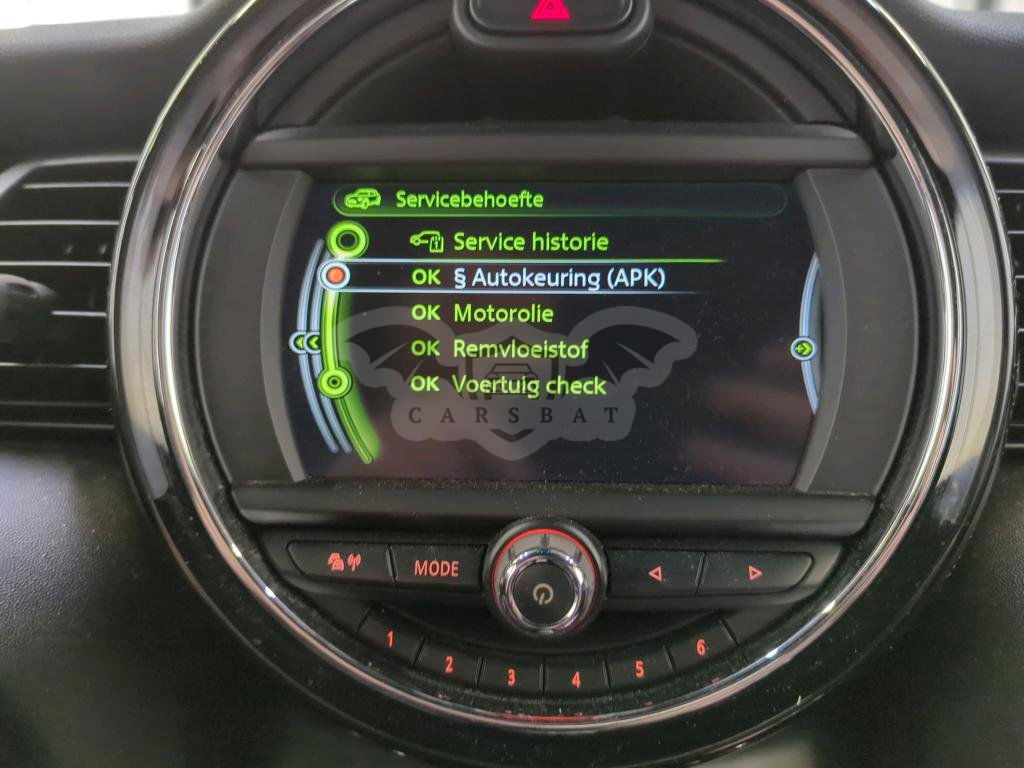 Servicebehoefte
Service historie
OK § Autokeuring (APK)
OK Motorolie
OK Remvloeistof
OK Voertuig check
CARSBAT
MODE
1 2 3 4 5 6